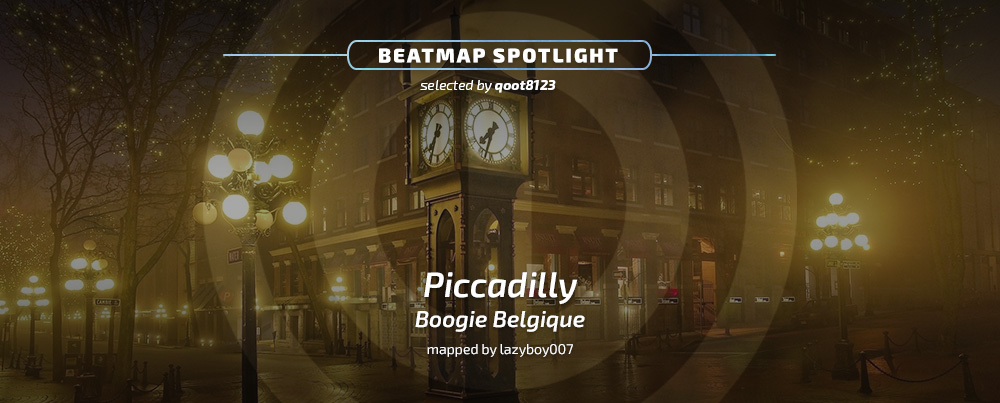 BEATMAP SPOTLIGHT
selected by qoot8123
Piccadilly
Boogie Belgique
mapped by lazyboy007